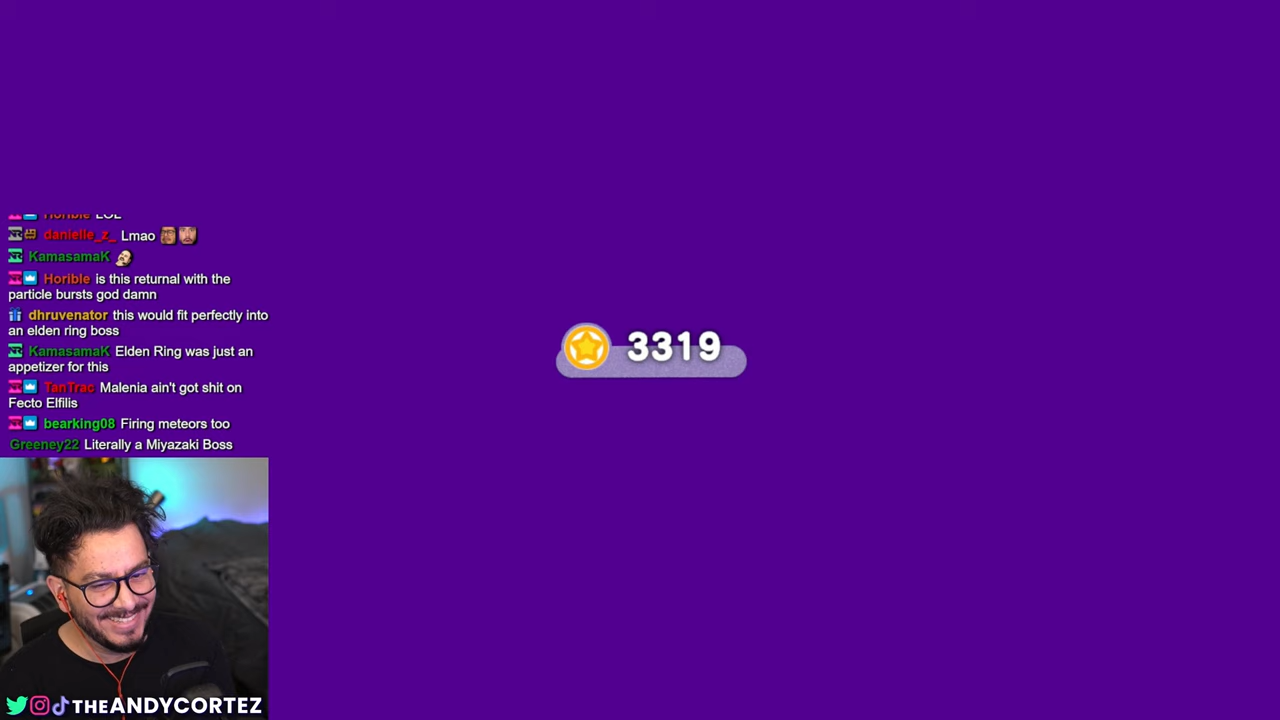 Horible LOL
danielle_z_ Lmao
KamasamaK
Horible is this returnal with the
particle bursts god damn
dhruvenator this would fit perfectly into
an elden ring boss
KamasamaK Elden Ring was just an
appetizer for this
TanTrac Malenia ain't got shit on
Fecto Elfilis
bearking08 Firing meteors too
Greeney22 Literally a Miyazaki Boss
3319
THEANDYCORTEZ